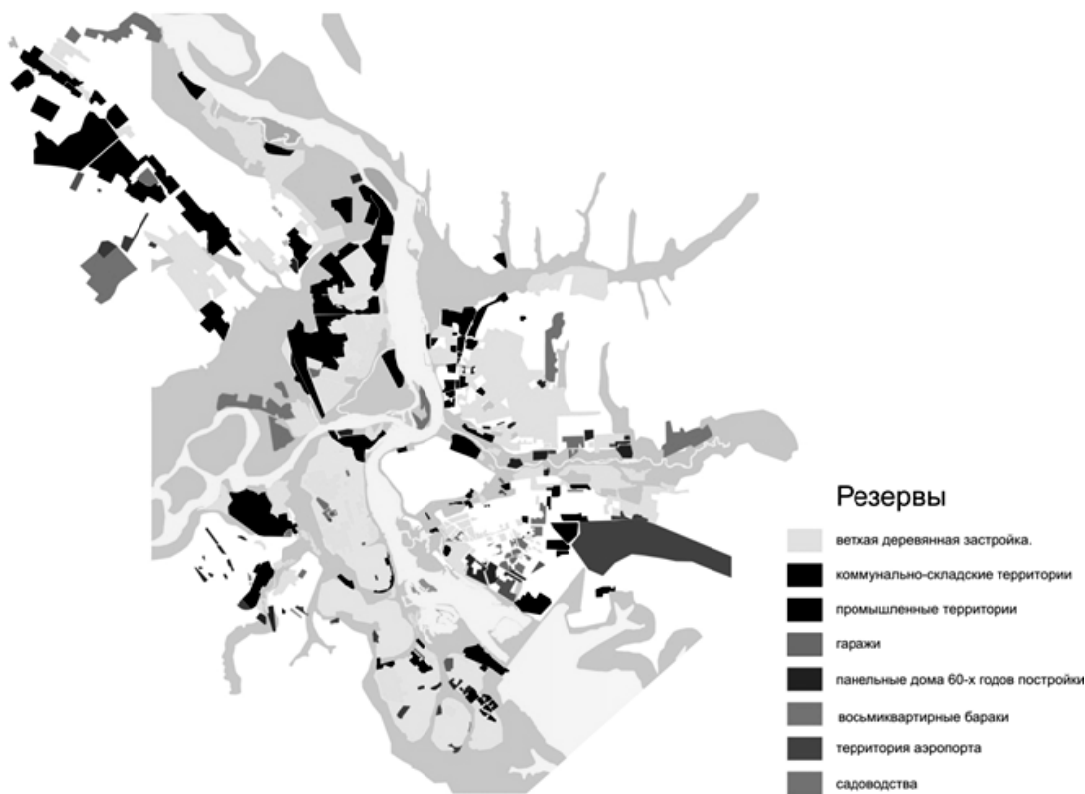 Резервы
ветхая деревянная застройка.
коммунально-складские территории
промышленные территории
гаражи
панельные дома 60-х годов постройки
восьмиквартирные бараки
территория аэропорта
садоводства